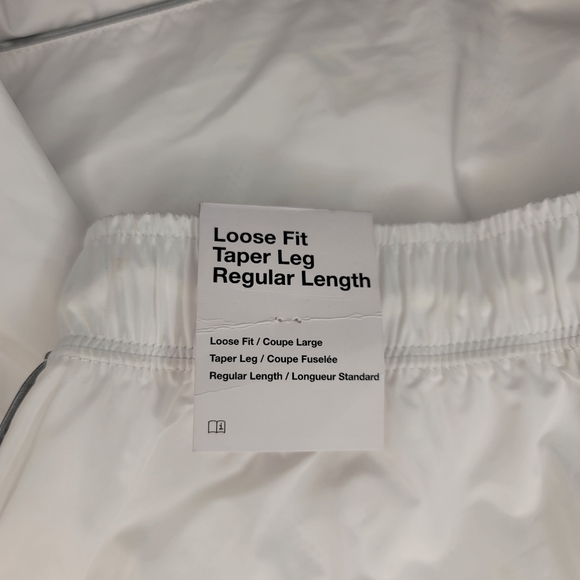 Loose Fit
Taper Leg
Regular Length
Loose Fit / Coupe Large
Taper Leg / Coupe Fuselée
Regular Length / Longueur Standard